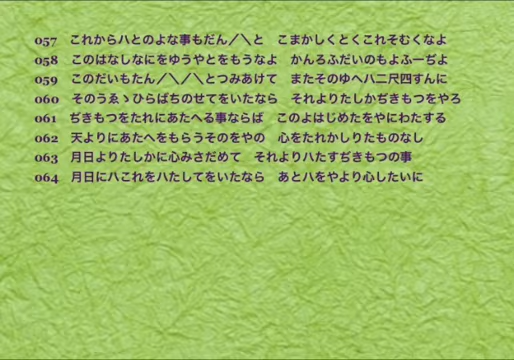 057 これからハとのよな事もだん／＼と こまかしくとくこれそむくなよ
058 このはなしなにをゆうやとをもうなよ かんろふだいのもよふ一ぢよ
059 このだいもたん／＼／＼とつみあけて またそのゆへハ二尺四すんに
060 そのうゑゝひらばちのせてをいたなら それよりたしかぢきもつをやろ
061 ぢきもつをたれにあたへる事ならば このよはじめたをやにわたする
062 天よりにあたへをもらうそのをやの 心をたれかしりたものなし
063 月日よりたしかに心みさだめて それよりハたすぢきもつの事
064 月日にハこれをハたしてをいたなら あとハをやより心したいに